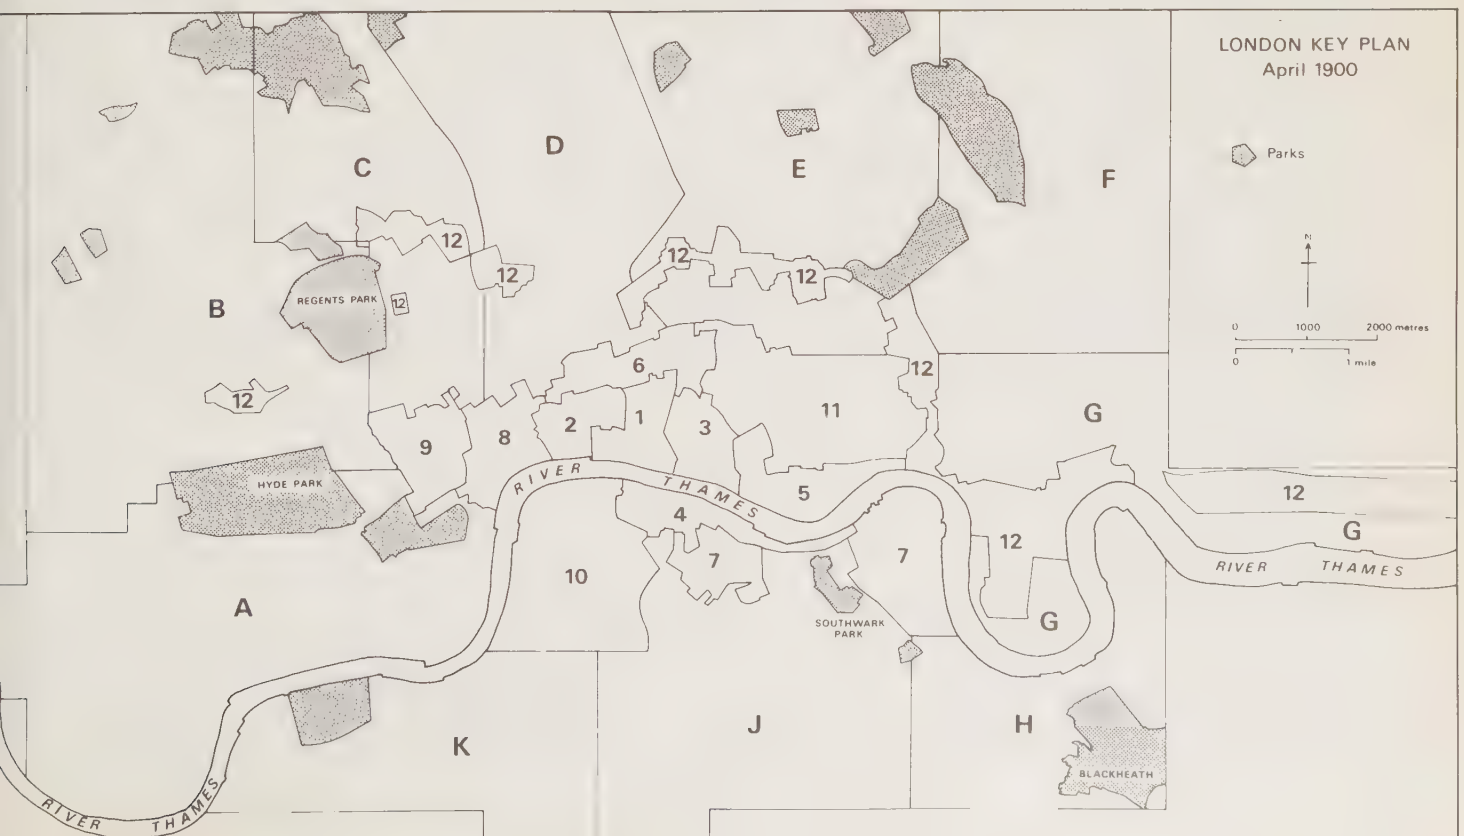 LONDON KEY PLAN
April 1900
Parks
N
0 1000 2000 metres
0 1 mile
D
C
E
F
12
12
12
12
B
REGENTS PARK
12
6
12
12
2
1
3
11
G
9
8
RIVER THAMES
HYDE PARK
5
12
4
G
12
7
7
RIVER THAMES
10
A
SOUTHWARK
PARK
G
K
J
H
BLACKHEATH
RIVER THAMES